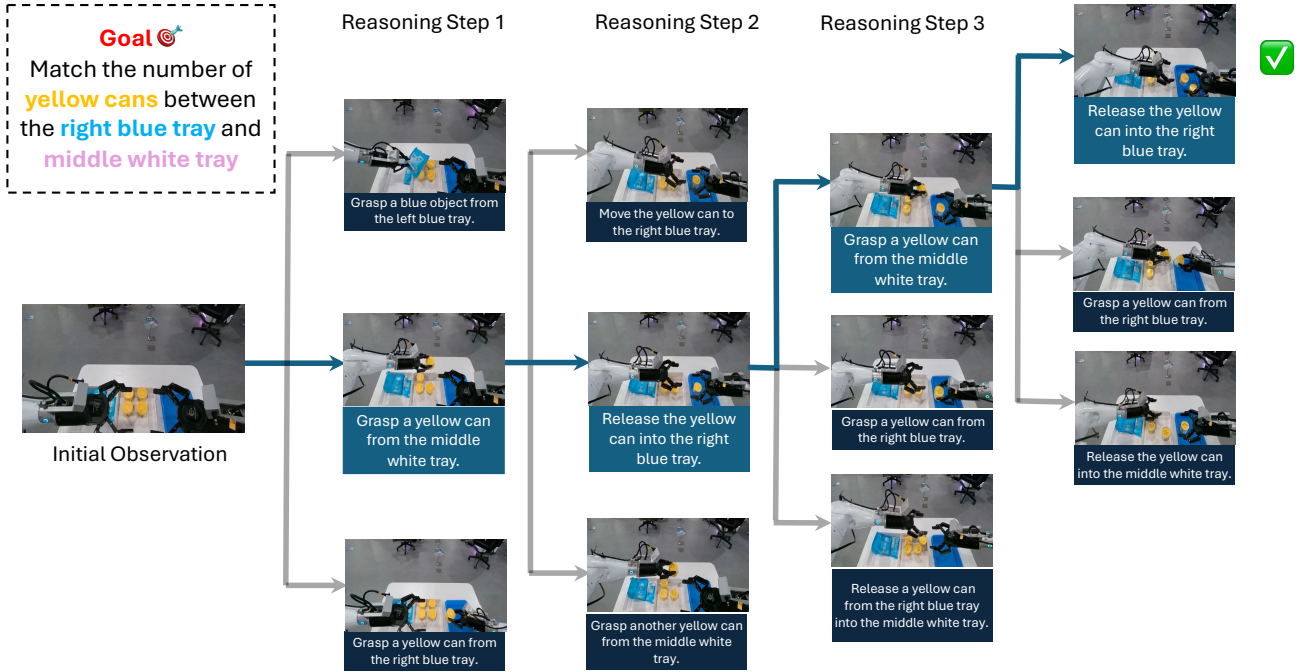 Goal
Match the number of
yellow cans between
the right blue tray and
middle white tray
Reasoning Step 1
Reasoning Step 2
Reasoning Step 3
Initial Observation
Grasp a blue object from
the left blue tray.
Grasp a yellow can
from the middle
white tray.
Grasp a yellow can from
the right blue tray.
Move the yellow can to
the right blue tray.
Release the yellow
can into the right
blue tray.
Grasp another yellow can
from the middle white
tray.
Grasp a yellow can
from the middle
white tray.
Grasp a yellow can from
the right blue tray.
Release a yellow can
from the right blue tray
into the middle white tray.
Release the yellow
can into the right
blue tray.
Grasp a yellow can from
the right blue tray.
Release the yellow can
into the middle white tray.